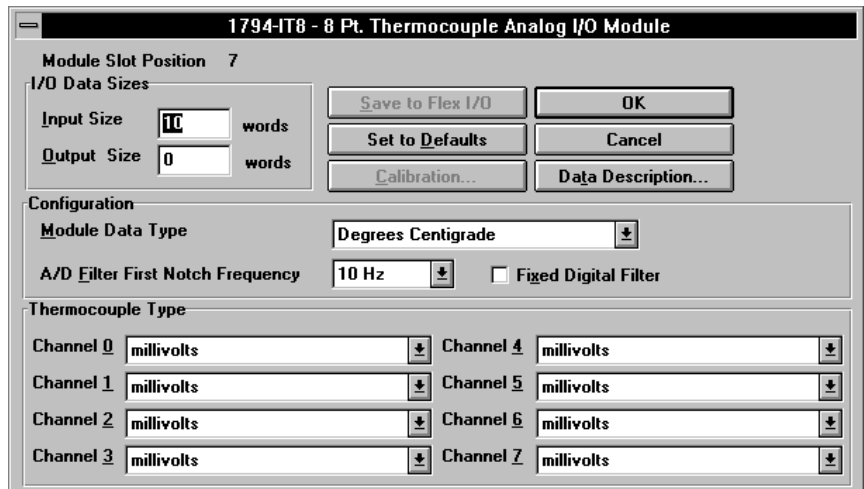 1794-IT8 - 8 Pt. Thermocouple Analog I/O Module
Module Slot Position 7
I/O Data Sizes
Input Size 10 words
Output Size 0 words
Save to Flex I/O
OK
Set to Defaults
Cancel
Calibration...
Data Description...
Configuration
Module Data Type Degrees Centigrade
A/D Filter First Notch Frequency 10 Hz Fixed Digital Filter
Thermocouple Type
Channel 0 millivolts Channel 4 millivolts
Channel 1 millivolts Channel 5 millivolts
Channel 2 millivolts Channel 6 millivolts
Channel 3 millivolts Channel 7 millivolts